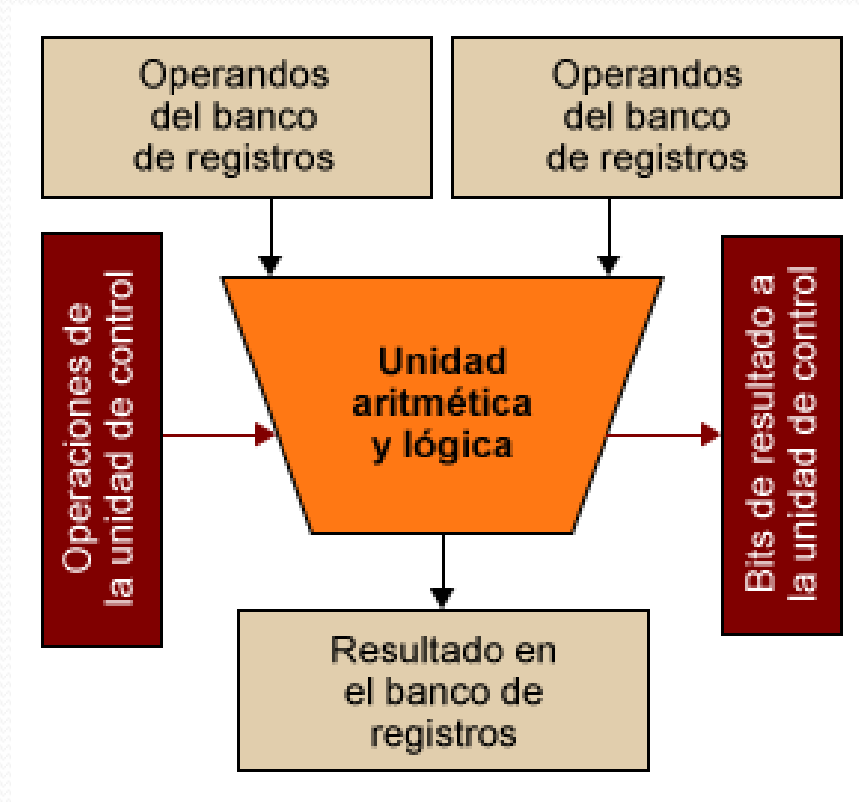 Operandos
del banco
de registros
Operandos
del banco
de registros
Operaciones de
la unidad de control
Unidad
aritmética
y lógica
Bits de resultado a
la unidad de control
Resultado en
el banco de
registros